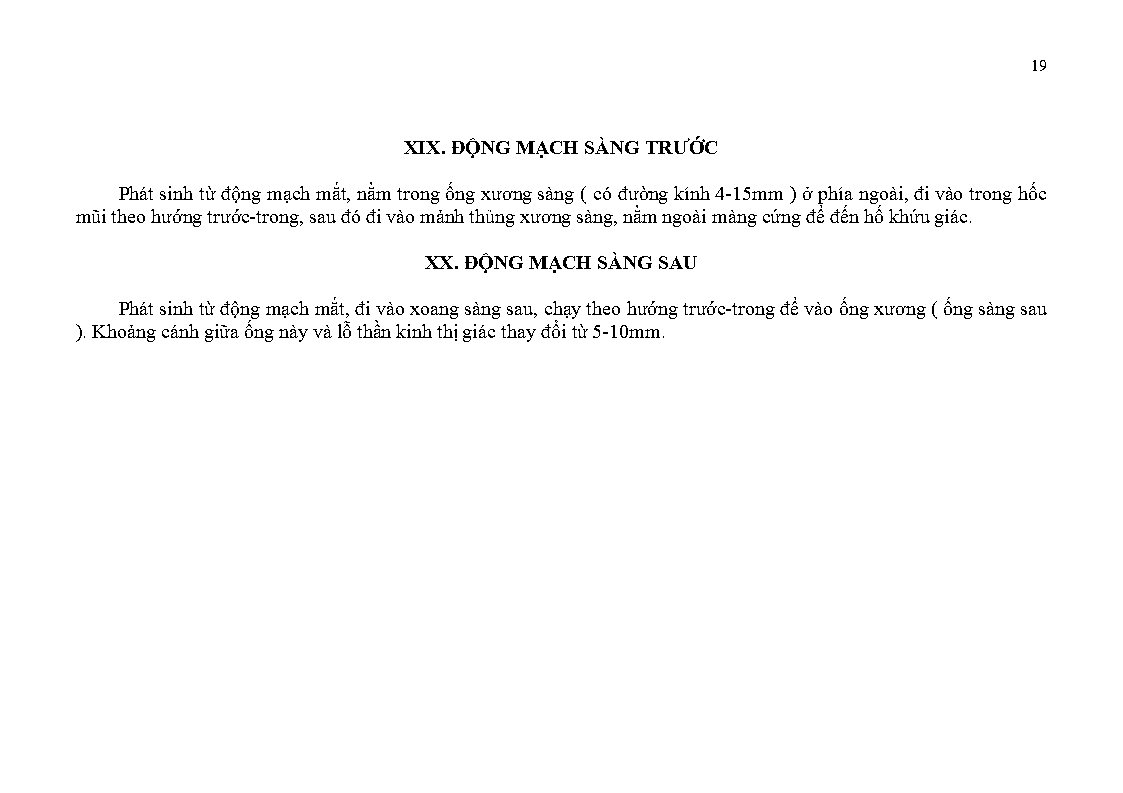 19
XIX. ĐỘNG MẠCH SÀNG TRƯỚC
Phát sinh từ động mạch mắt, nằm trong ống xương sàng ( có đường kính 4-15mm ) ở phía ngoài, đi vào trong hốc
mũi theo hướng trước-trong, sau đó đi vào mảnh thủng xương sàng, nằm ngoài màng cứng để đến hố khứu giác.
XX. ĐỘNG MẠCH SÀNG SAU
Phát sinh từ động mạch mắt, đi vào xoang sàng sau, chạy theo hướng trước-trong để vào ống xương ( ống sàng sau
). Khoảng cánh giữa ống này và lỗ thần kinh thị giác thay đổi từ 5-10mm.